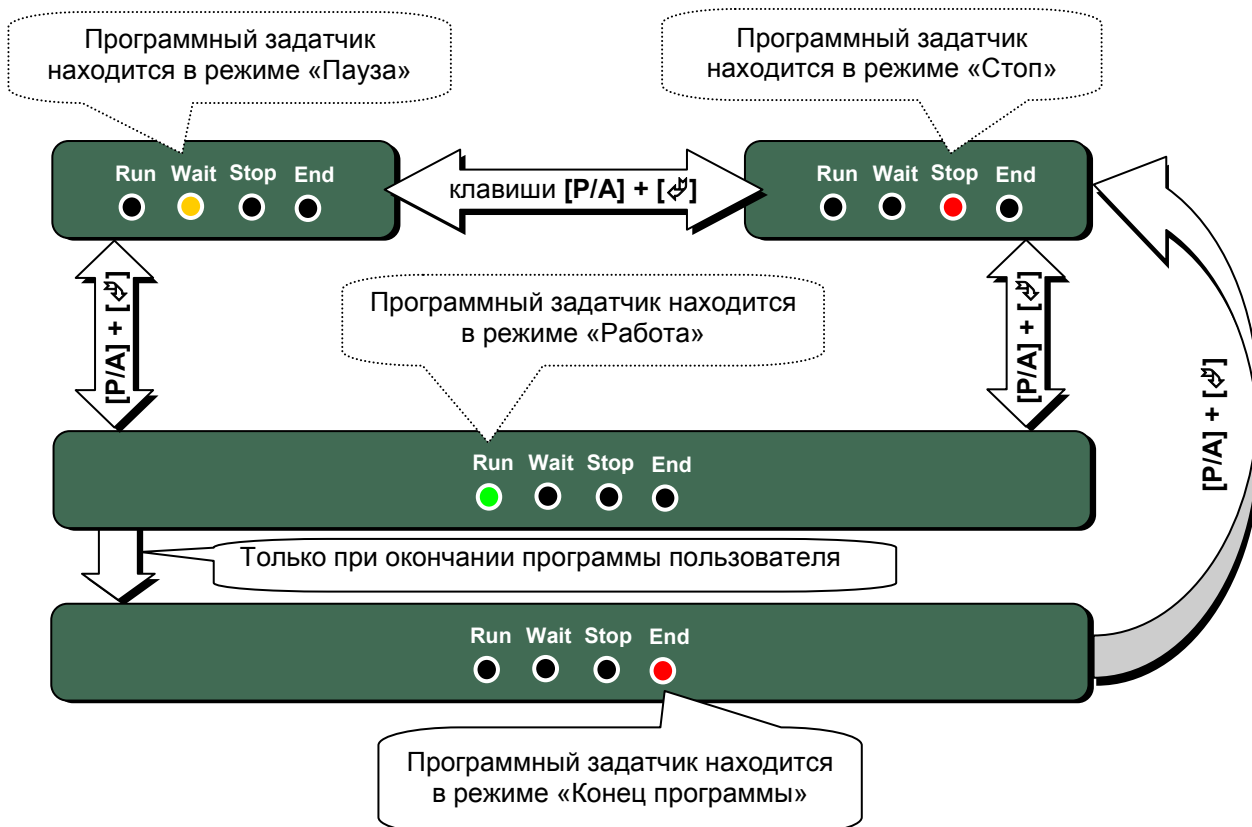 Программный задатчик
находится в режиме «Пауза»
Программный задатчик
находится в режиме «Стоп»
Run Wait Stop End
клавиши [P/A] + [↵]
Run Wait Stop End
[P/A] + [↵]
Программный задатчик находится
в режиме «Работа»
[P/A] + [↵]
[P/A] + [↵]
Run Wait Stop End
Только при окончании программы пользователя
Run Wait Stop End
Программный задатчик находится
в режиме «Конец программы»